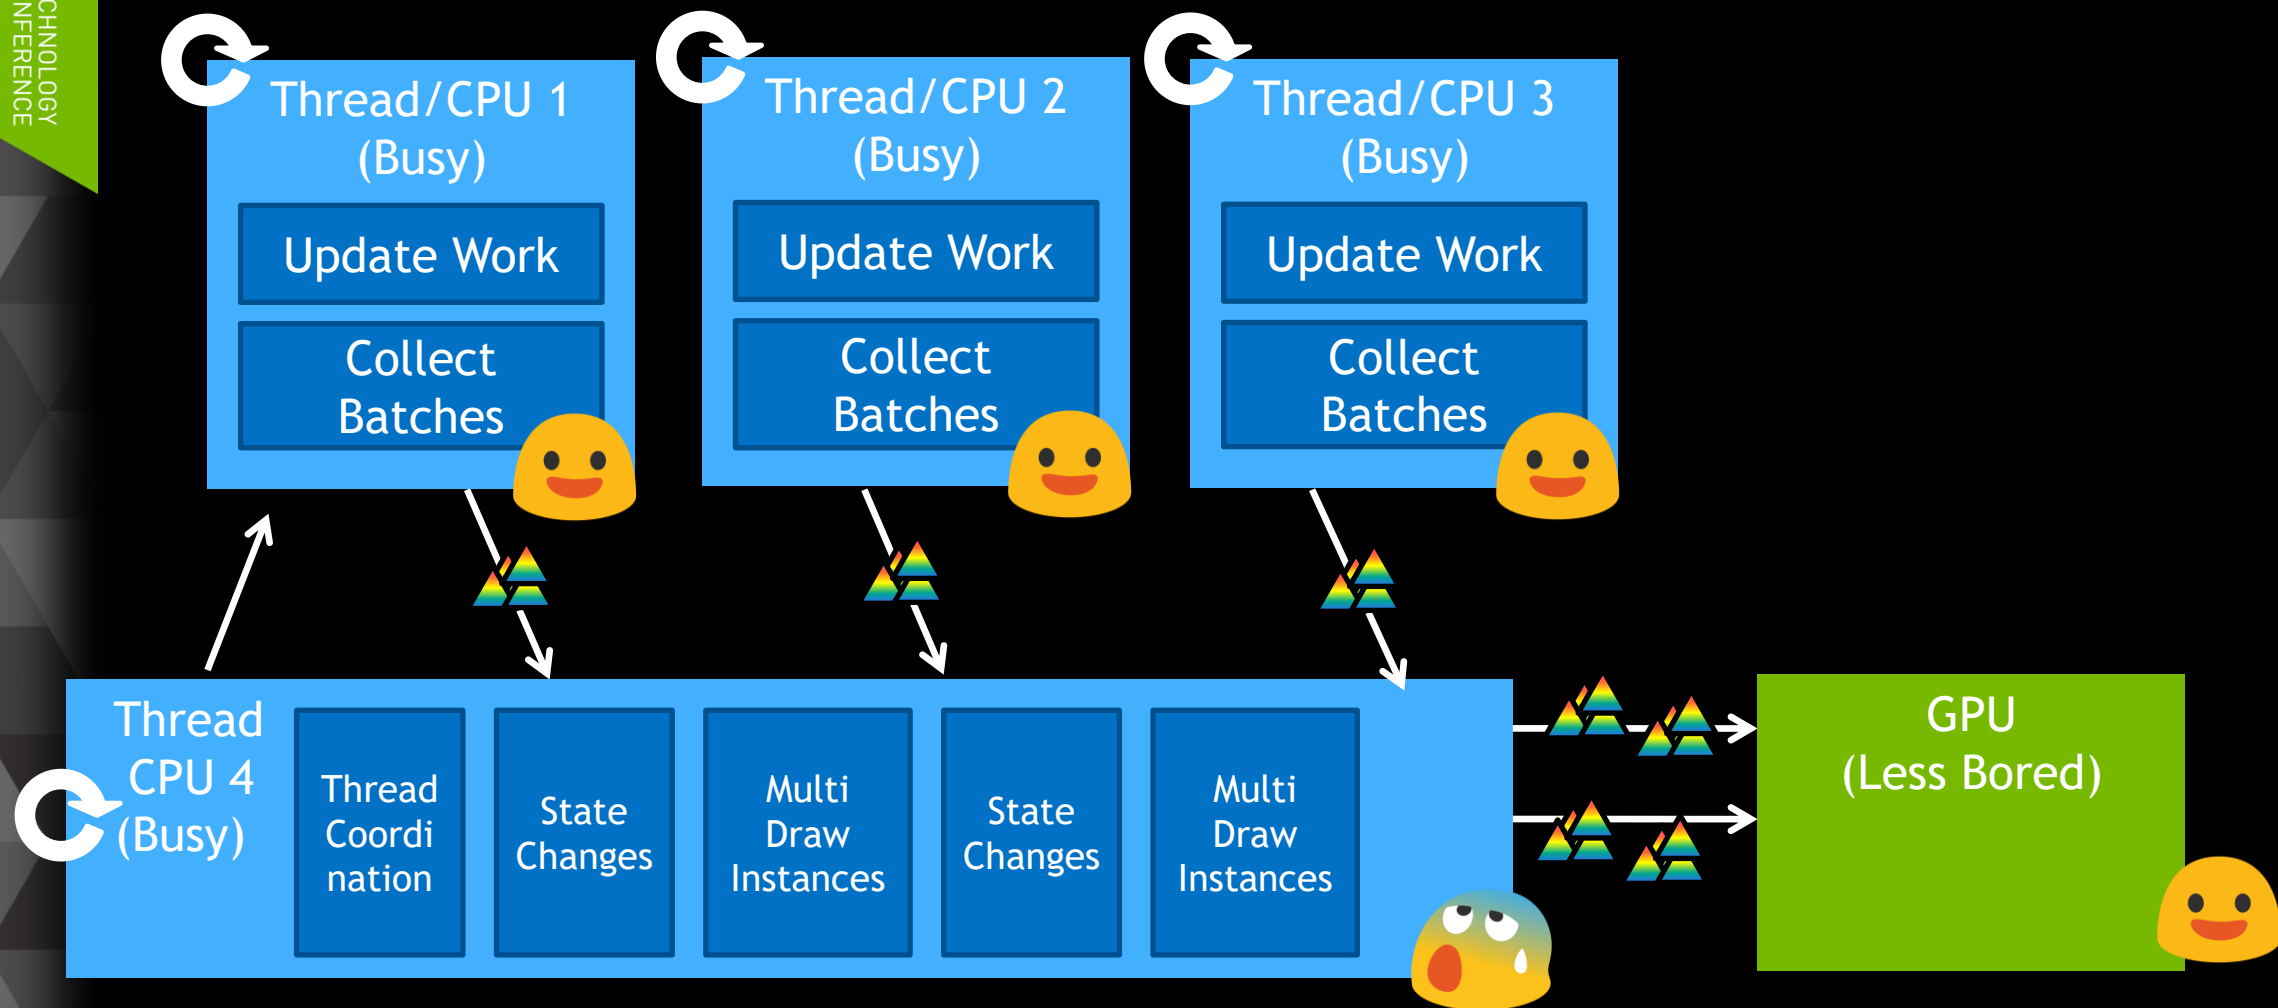 CHNOLOGY
NFERENCE
Thread/CPU 1
(Busy)
Update Work
Collect
Batches
Thread/CPU 2
(Busy)
Update Work
Collect
Batches
Thread/CPU 3
(Busy)
Update Work
Collect
Batches
Thread
CPU 4
(Busy)
Thread
Coordi
nation
State
Changes
Multi
Draw
Instances
State
Changes
Multi
Draw
Instances
GPU
(Less Bored)